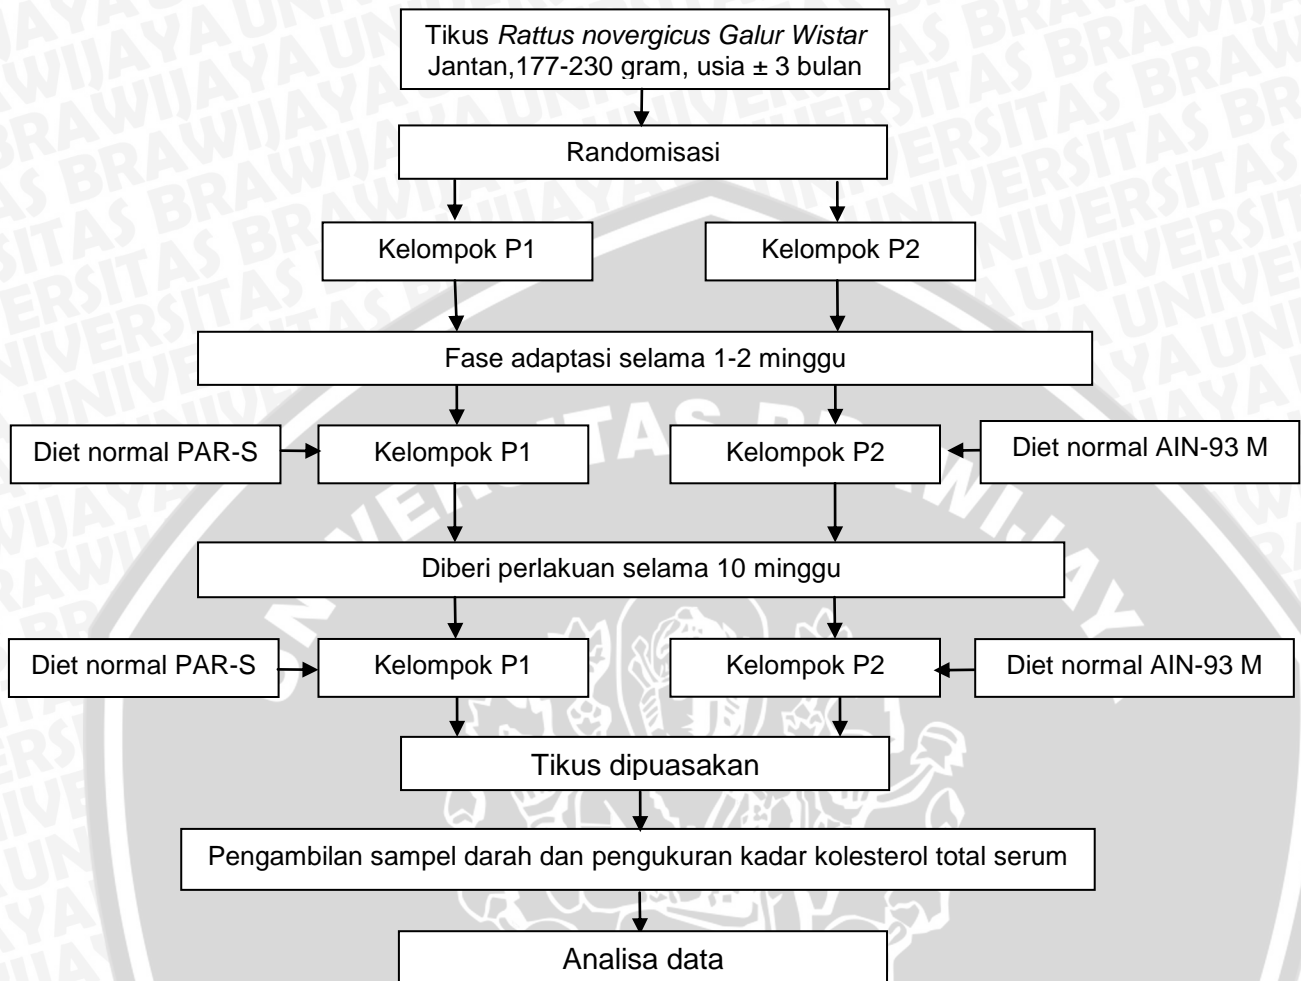 Tikus Rattus novergicus Galur Wistar
Jantan,177-230 gram, usia ± 3 bulan
Randomisasi
Kelompok P1
Kelompok P2
Fase adaptasi selama 1-2 minggu
Diet normal PAR-S
Kelompok P1
Kelompok P2
Diet normal AIN-93 M
Diberi perlakuan selama 10 minggu
Diet normal PAR-S
Kelompok P1
Kelompok P2
Diet normal AIN-93 M
Tikus dipuasakan
Pengambilan sampel darah dan pengukuran kadar kolesterol total serum
Analisa data
UNIVERSITAS BRAWIJAYA